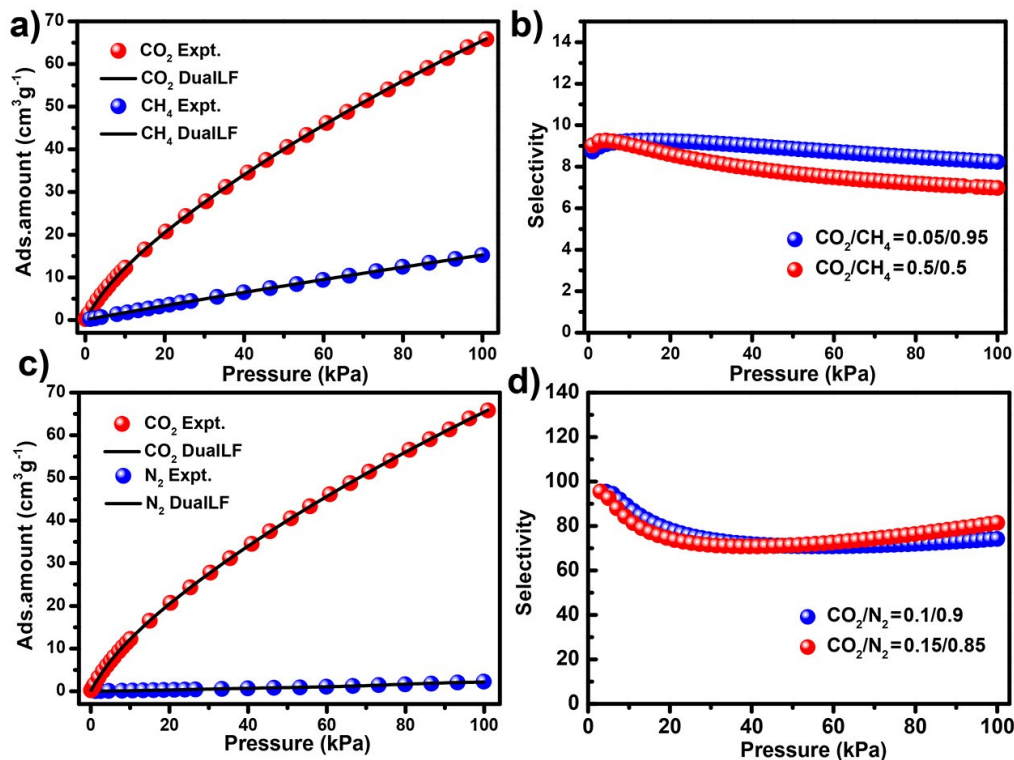 a)
Ads.amount (cm³g⁻¹)
70
60
50
40
30
20
10
0
CO₂ Expt.
CO₂ DualLF
CH₄ Expt.
CH₄ DualLF
0 20 40 60 80 100
Pressure (kPa)
b)
Selectivity
14
12
10
8
6
4
2
0
CO₂/CH₄=0.05/0.95
CO₂/CH₄=0.5/0.5
0 20 40 60 80 100
Pressure (kPa)
c)
Ads.amount (cm³g⁻¹)
70
60
50
40
30
20
10
0
CO₂ Expt.
CO₂ DualLF
N₂ Expt.
N₂ DualLF
0 20 40 60 80 100
Pressure (kPa)
d)
Selectivity
140
120
100
80
60
40
20
0
CO₂/N₂=0.1/0.9
CO₂/N₂=0.15/0.85
0 20 40 60 80 100
Pressure (kPa)